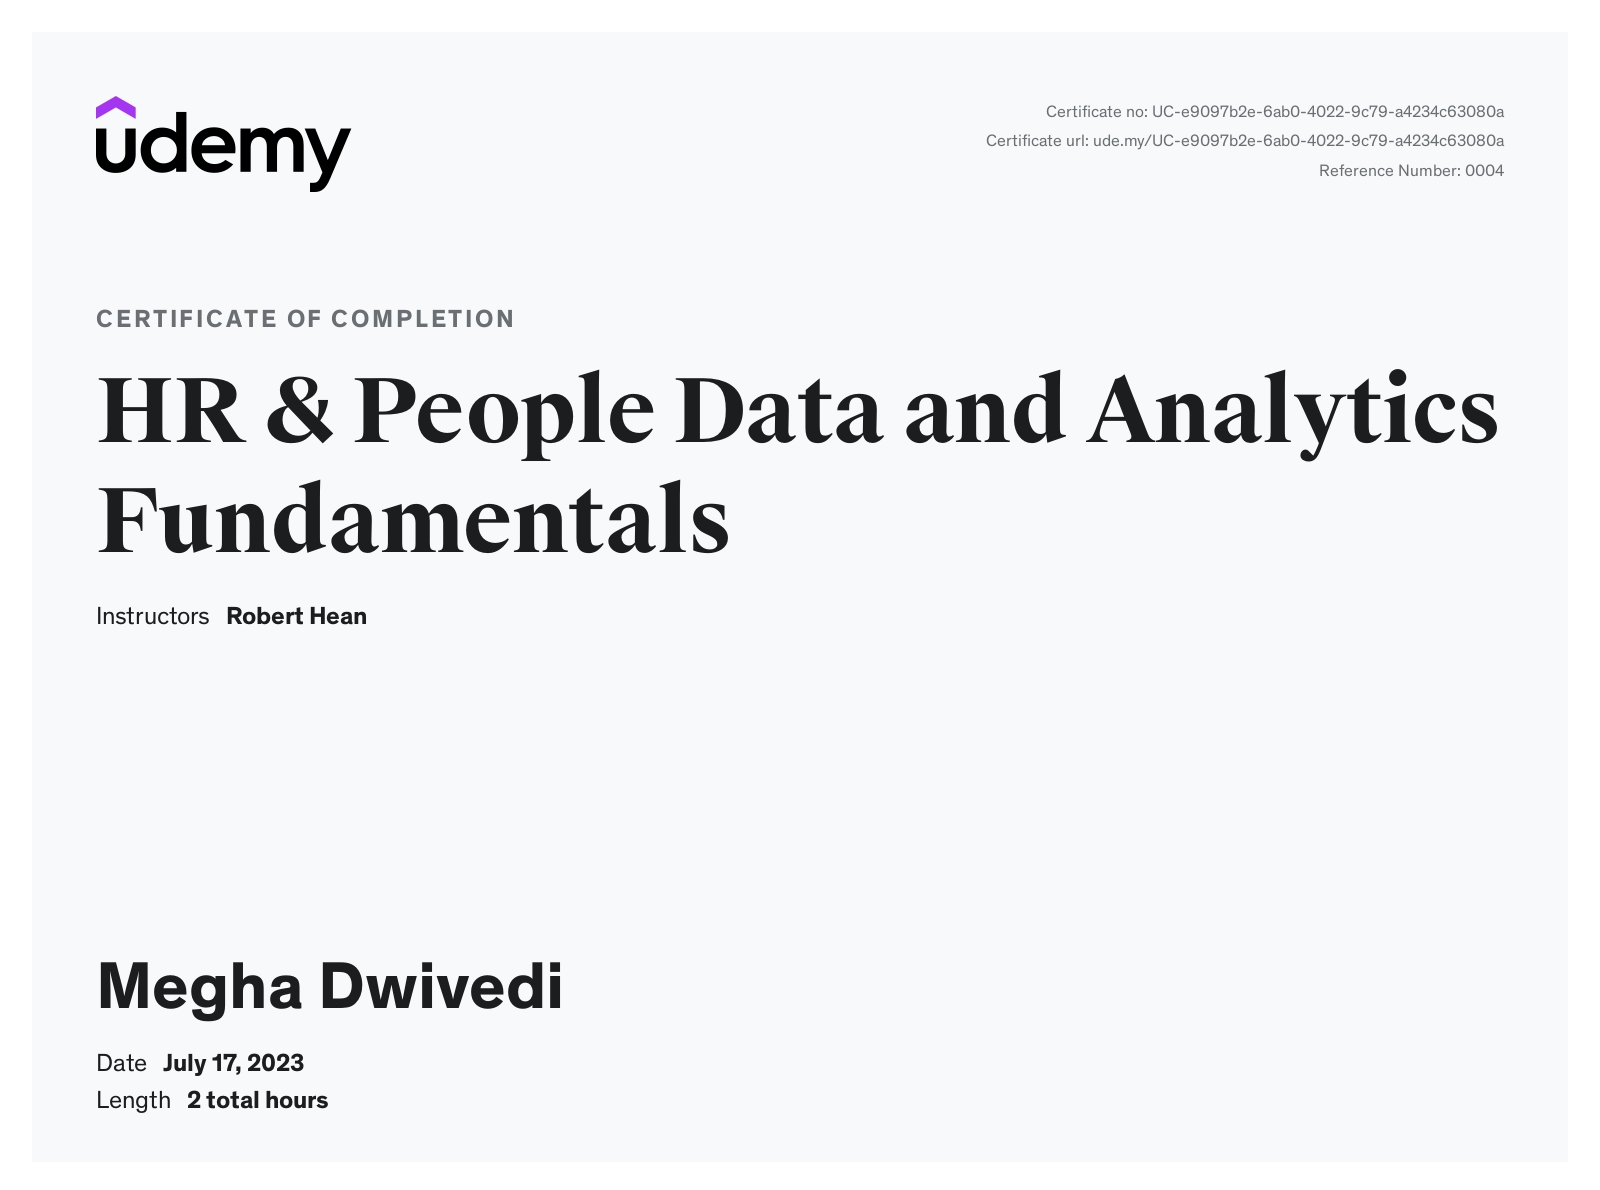 udemy
Certificate no: UC-e9097b2e-6ab0-4022-9c79-a4234c63080a
Certificate url: ude.my/UC-e9097b2e-6ab0-4022-9c79-a4234c63080a
Reference Number: 0004
CERTIFICATE OF COMPLETION
HR & People Data and Analytics
Fundamentals
Instructors Robert Hean
Megha Dwivedi
Date July 17, 2023
Length 2 total hours